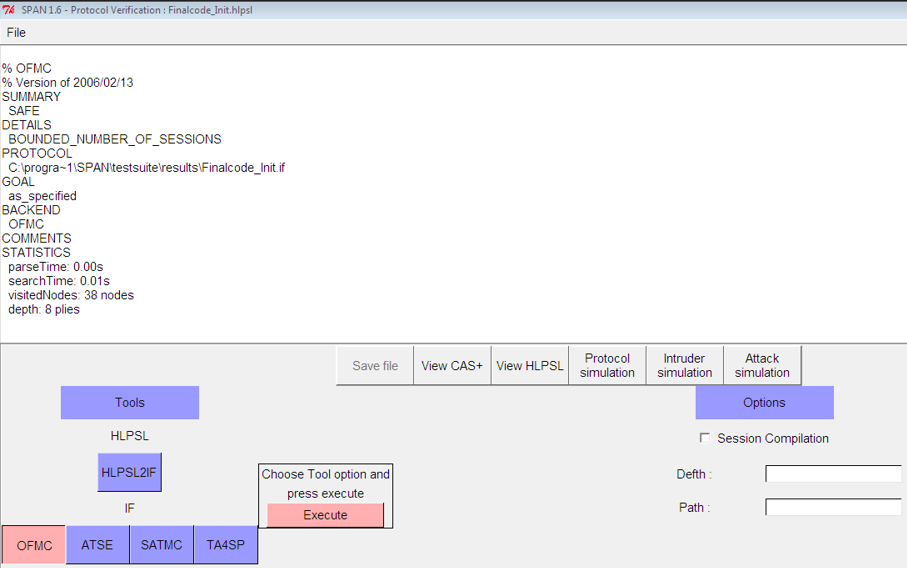 SPAN 1.6 - Protocol Verification : Finalcode_Init.hlpsl
File
% OFMC
% Version of 2006/02/13
SUMMARY
SAFE
DETAILS
BOUNDED_NUMBER_OF_SESSIONS
PROTOCOL
C:\progra~1\SPAN\testsuite\results\Finalcode_Init.if
GOAL
as_specified
BACKEND
OFMC
COMMENTS
STATISTICS
parseTime: 0.00s
searchTime: 0.01s
visitedNodes: 38 nodes
depth: 8 plies
Save file
View CAS+
View HLPSL
Protocol
simulation
Intruder
simulation
Attack
simulation
Tools
Options
HLPSL
Session Compilation
HLPSL2IF
Choose Tool option and
press execute
Execute
Defth :
Path :
IF
OFMC
ATSE
SATMC
TA4SP